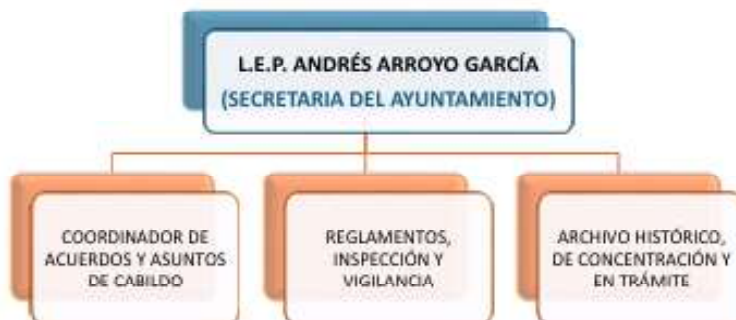 L.E.P. ANDRÉS ARROYO GARCÍA
(SECRETARIA DEL AYUNTAMIENTO)
COORDINADOR DE
ACUERDOS Y ASUNTOS
DE CABILDO
REGLAMENTOS,
INSPECCIÓN Y
VIGILANCIA
ARCHIVO HISTÓRICO,
DE CONCENTRACIÓN Y
EN TRÁMITE